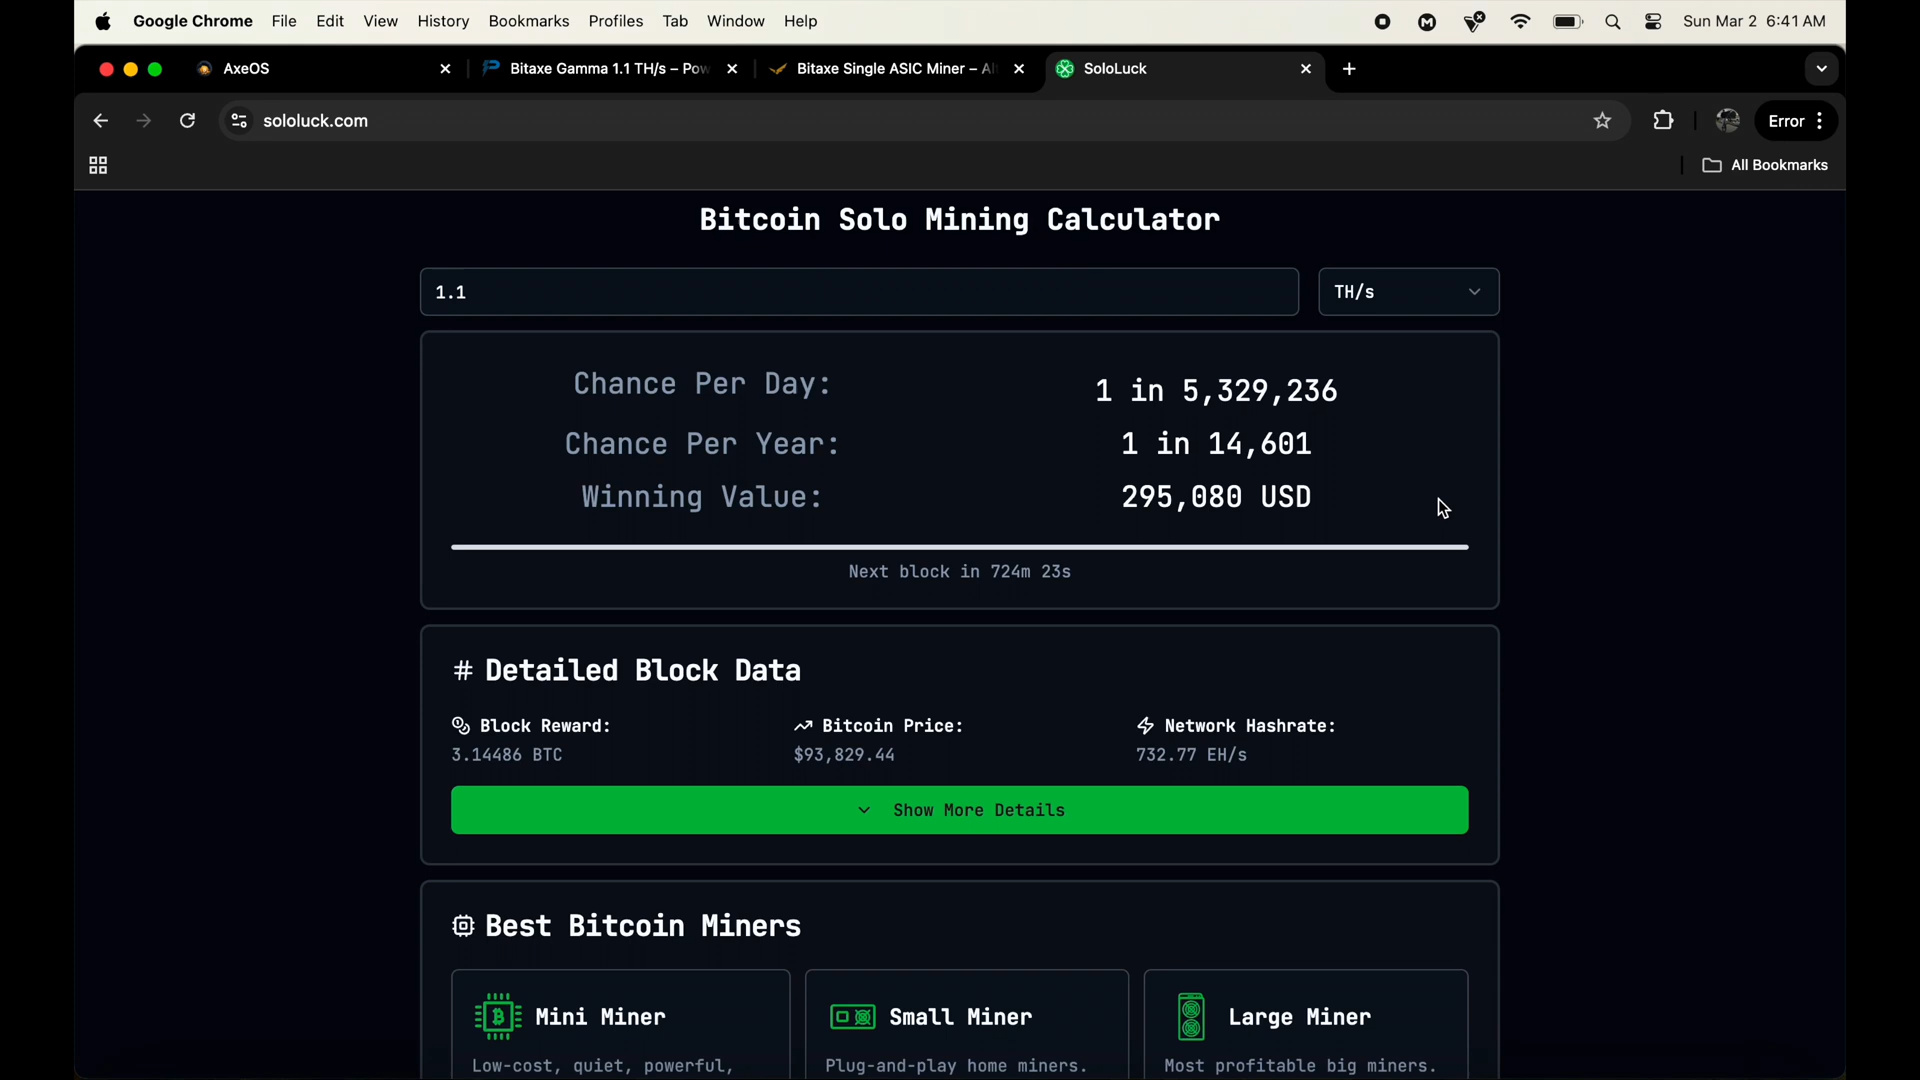 Google Chrome File Edit View History Bookmarks Profiles Tab Window Help Sun Mar 2 6:41 AM
AxeOS Bitaxe Gamma 1.1 TH/s – Pow Bitaxe Single ASIC Miner – Al SoloLuck
sololuck.com Error
All Bookmarks
Bitcoin Solo Mining Calculator
1.1 TH/s
Chance Per Day: 1 in 5,329,236
Chance Per Year: 1 in 14,601
Winning Value: 295,080 USD
Next block in 724m 23s
# Detailed Block Data
Block Reward: Bitcoin Price: Network Hashrate:
3.14486 BTC $93,829.44 732.77 EH/s
Show More Details
Best Bitcoin Miners
Mini Miner Small Miner Large Miner
Low-cost, quiet, powerful, Plug-and-play home miners. Most profitable big miners.